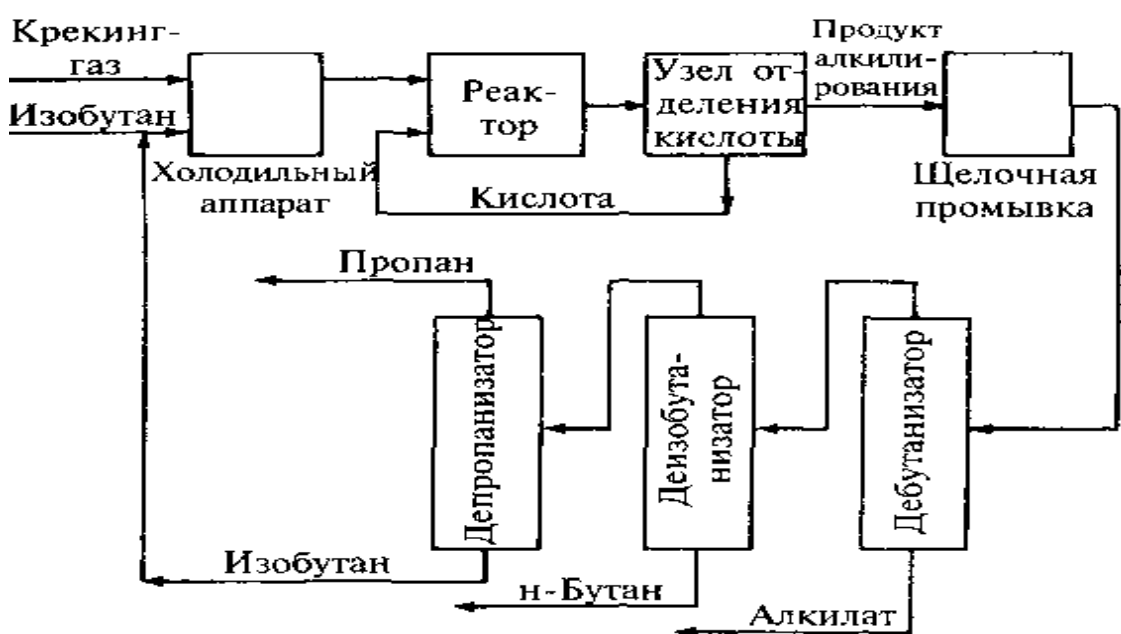 Крекинг-
газ
Изобутан
Холодильный
аппарат
Реак-
тор
Кислота
Узел от-
деления
кислоты
Продукт
алкили-
рования
Щелочная
промывка
Пропан
Депропанизатор
Деизобута-
низатор
Дебутанизатор
Изобутан
н-Бутан
Алкилат